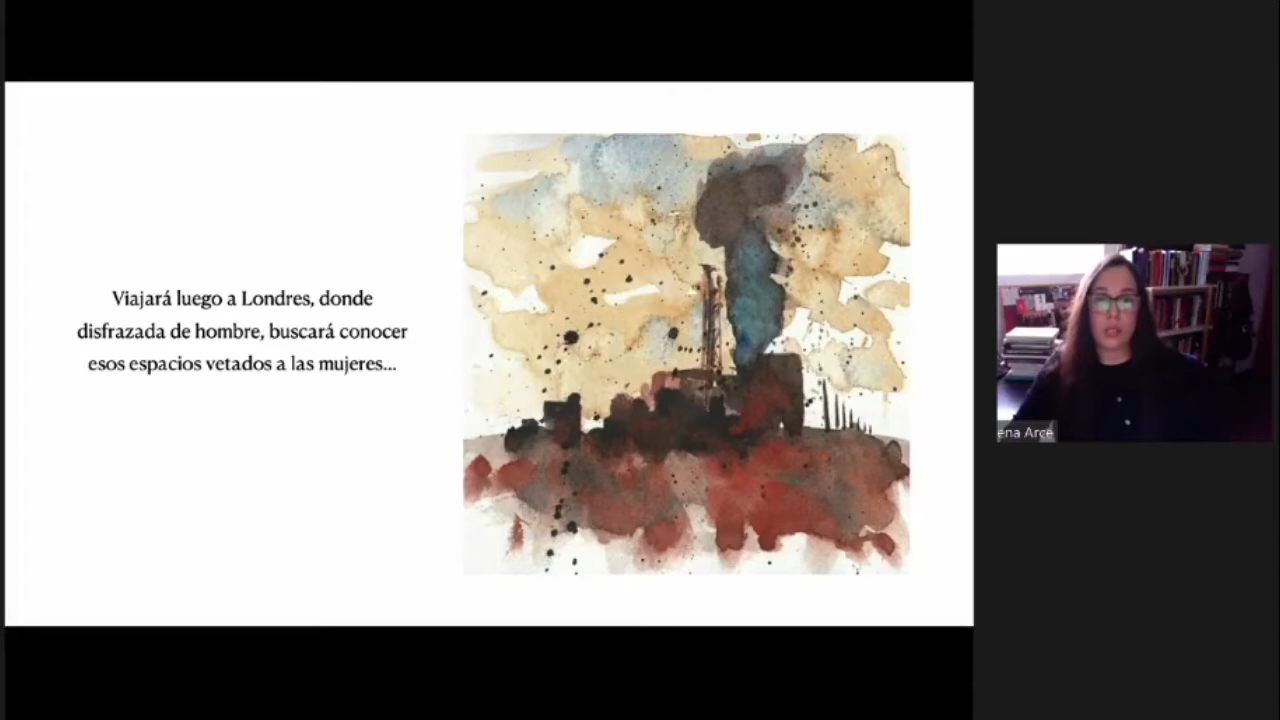 Viajará luego a Londres, donde
disfrazada de hombre, buscará conocer
esos espacios vetados a las mujeres...
ena Arce